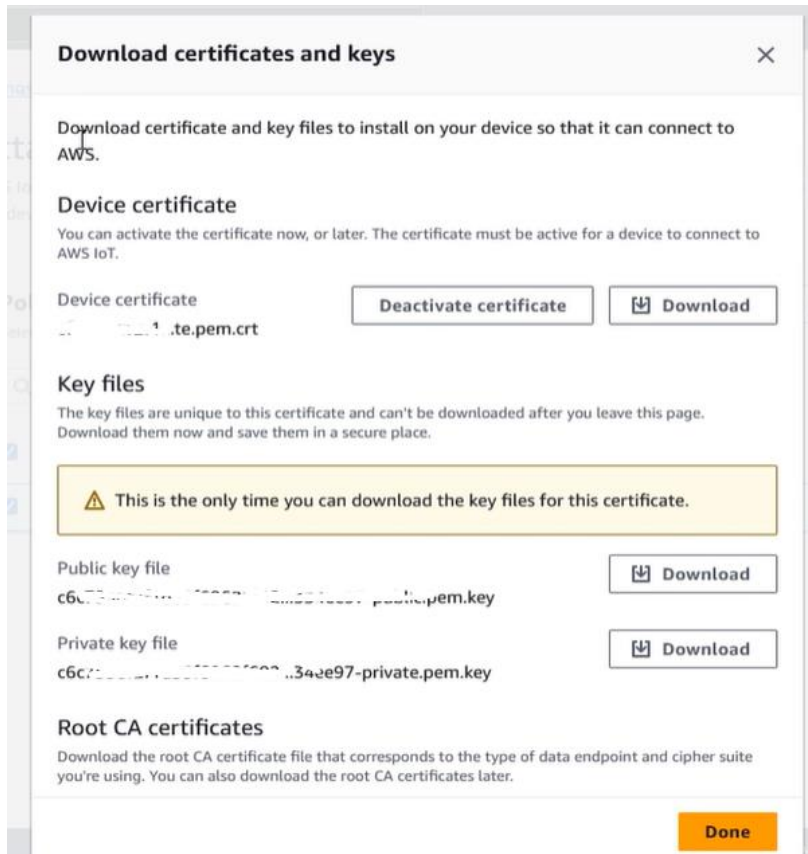 Download certificates and keys
Download certificate and key files to install on your device so that it can connect to
AWS.
Device certificate
You can activate the certificate now, or later. The certificate must be active for a device to connect to
AWS IoT.
Device certificate
Deactivate certificate
Download
.te.pem.crt
Key files
The key files are unique to this certificate and can't be downloaded after you leave this page.
Download them now and save them in a secure place.
This is the only time you can download the key files for this certificate.
Public key file
Download
pem.key
Private key file
Download
34ee97-private.pem.key
Root CA certificates
Download the root CA certificate file that corresponds to the type of data endpoint and cipher suite
you're using. You can also download the root CA certificates later.
Done